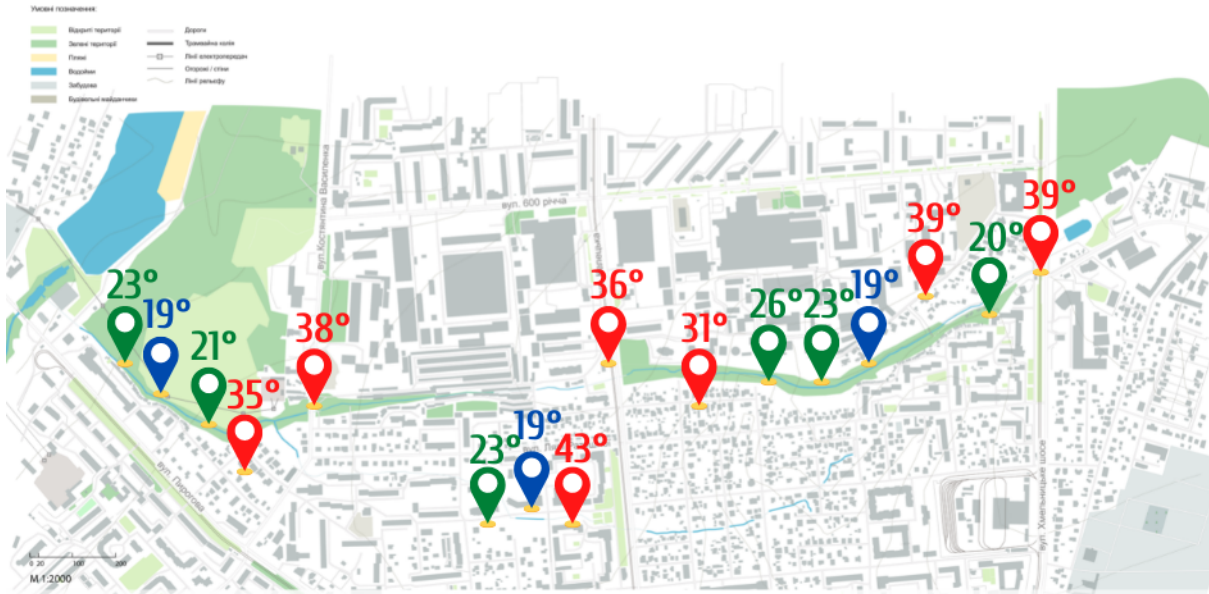 Умовні позначення:
Відкриті території
Зелені території
Пляжі
Водойми
Забудова
Будівельні майданчики
Дороги
Трамвайна колія
Лінії електропередач
Огорожі / стіни
Лінії рельєфу
вул. Костянтина Василенка
вул. 600 річчя
39°
39°
20°
23°
19°
21°
38°
35°
36°
31°
26°
23°
19°
23°
19°
43°
вул. Пирогова
вул. Хмельницьке шосе
0 20 100 200
М 1:2000